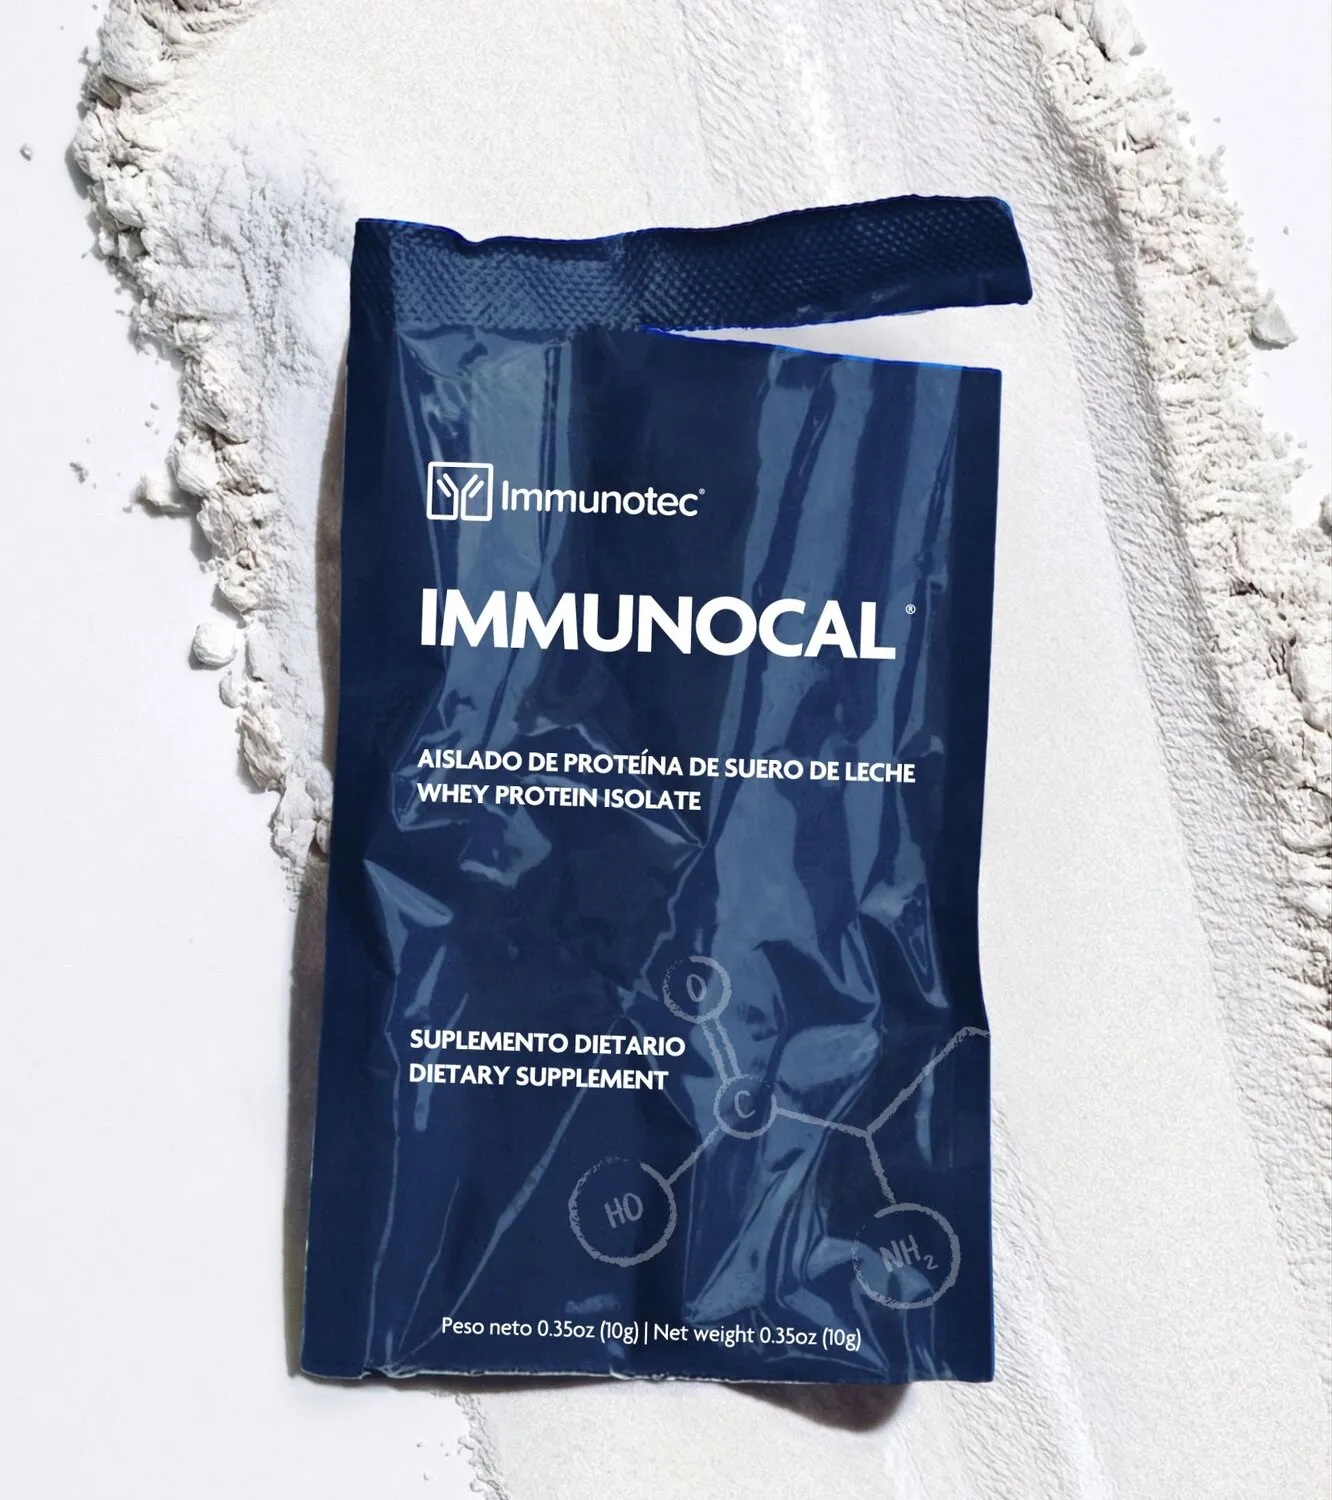 Immunotec®
IMMUNOCAL®
AISLADO DE PROTEÍNA DE SUERO DE LECHE
WHEY PROTEIN ISOLATE
O
SUPLEMENTO DIETARIO
DIETARY SUPPLEMENT
C
HO
NH₂
Peso neto 0.35oz (10g) | Net weight 0.35oz (10g)